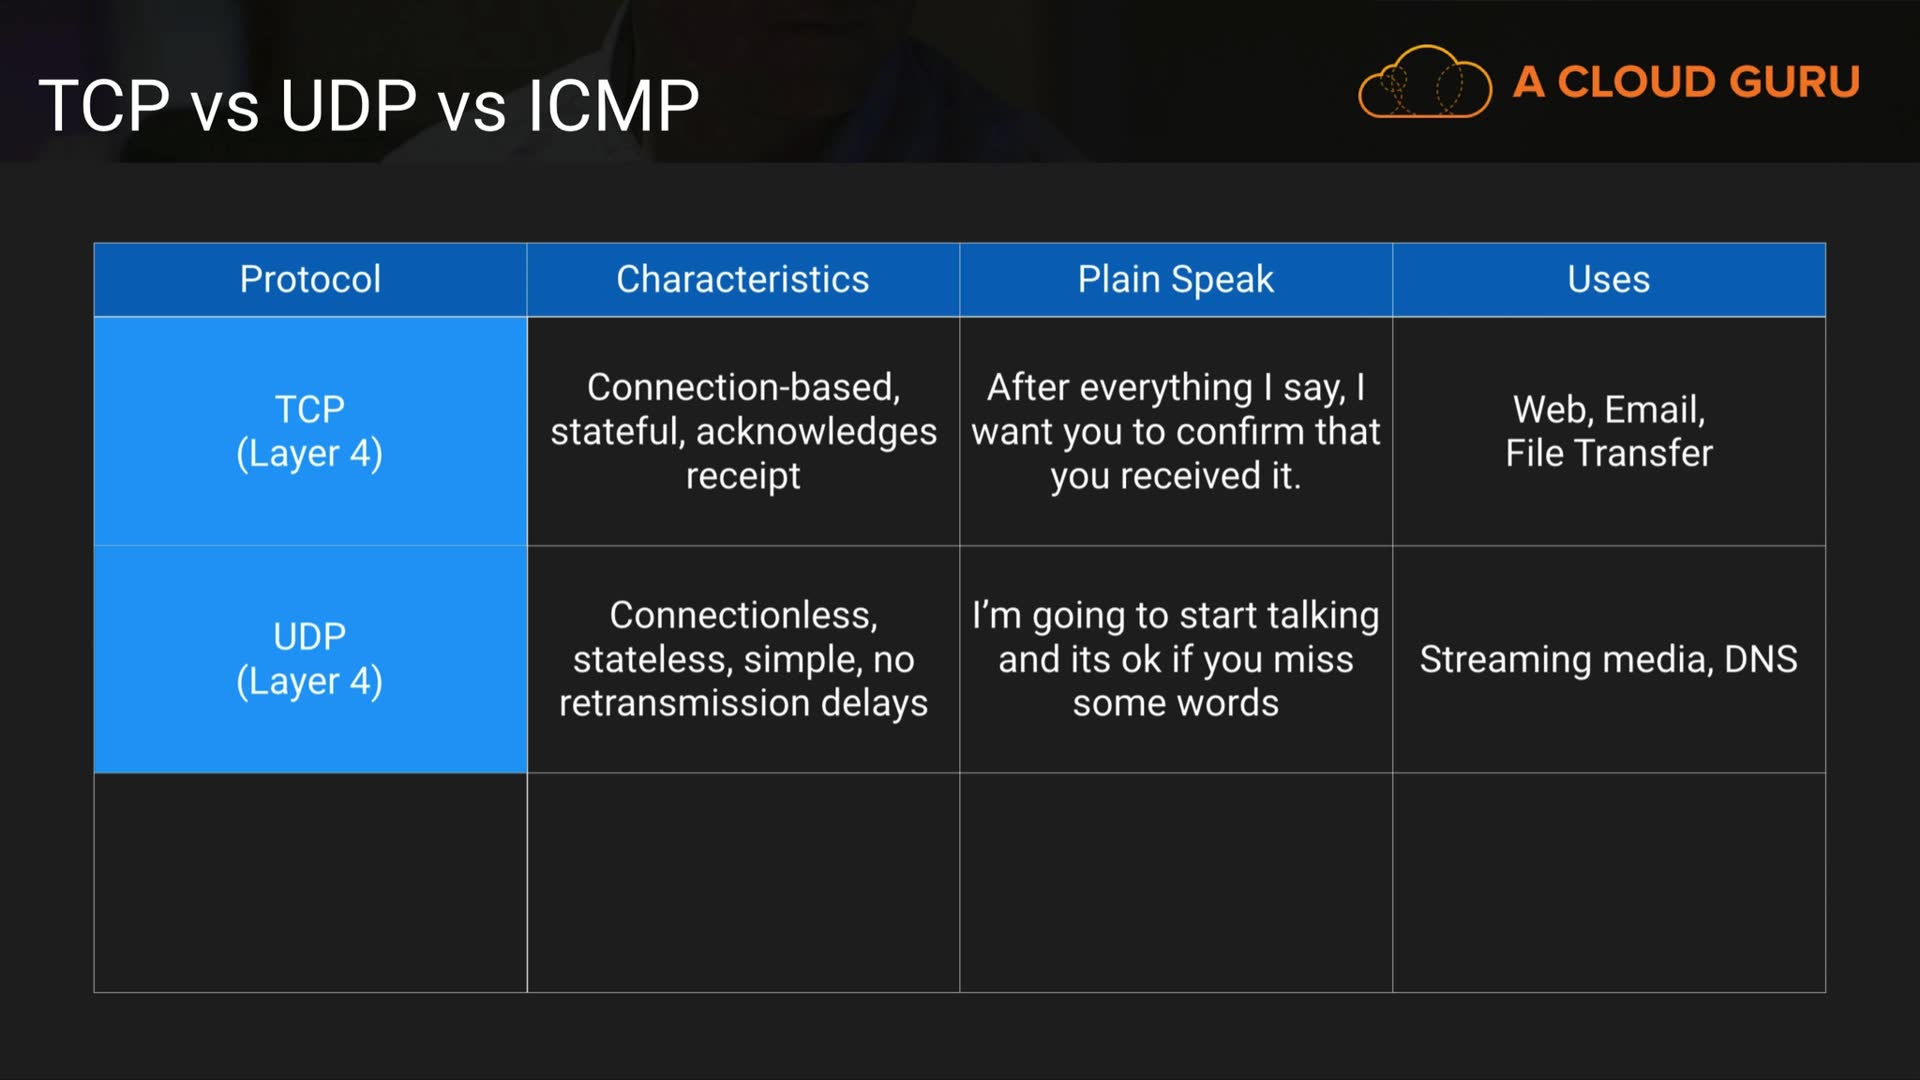 TCP vs UDP vs ICMP
A CLOUD GURU
Protocol
Characteristics
Plain Speak
Uses
TCP
(Layer 4)
Connection-based,
stateful, acknowledges
receipt
After everything I say, I
want you to confirm that
you received it.
Web, Email,
File Transfer
UDP
(Layer 4)
Connectionless,
stateless, simple, no
retransmission delays
I’m going to start talking
and its ok if you miss
some words
Streaming media, DNS